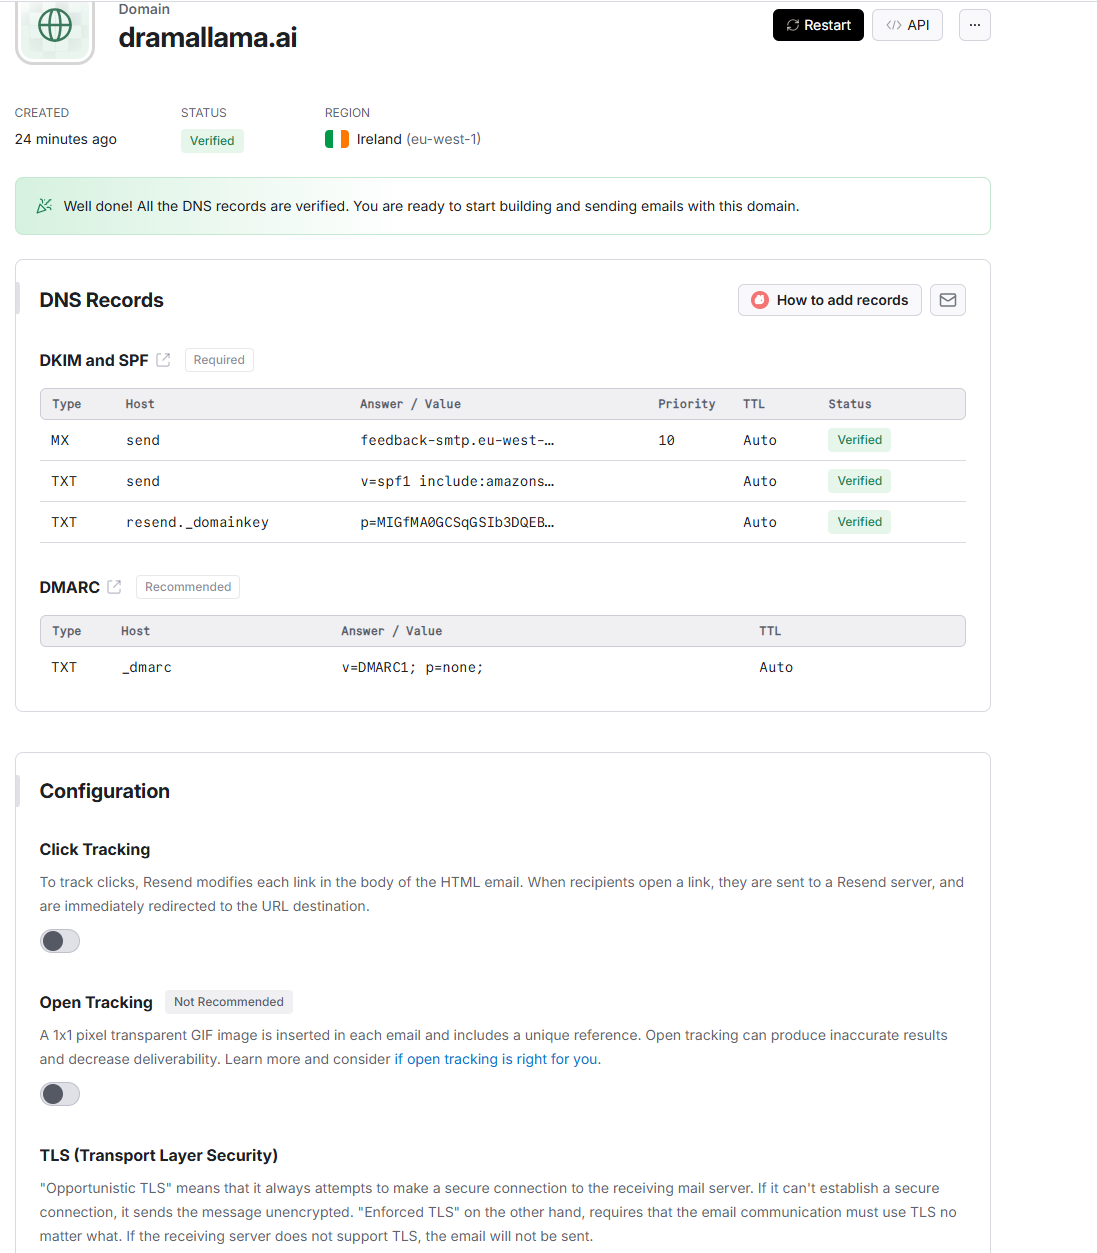 Domain
dramallama.ai
Restart
API
CREATED
STATUS
REGION
24 minutes ago
Verified
Ireland (eu-west-1)
Well done! All the DNS records are verified. You are ready to start building and sending emails with this domain.
DNS Records
How to add records
DKIM and SPF Required
Type Host Answer / Value Priority TTL Status
MX send feedback-smtp.eu-west-… 10 Auto Verified
TXT send v=spf1 include:amazons… Auto Verified
TXT resend._domainkey p=MIGfMA0GCSqGSIb3DQEB… Auto Verified
DMARC Recommended
Type Host Answer / Value TTL
TXT _dmarc v=DMARC1; p=none; Auto
Configuration
Click Tracking
To track clicks, Resend modifies each link in the body of the HTML email. When recipients open a link, they are sent to a Resend server, and
are immediately redirected to the URL destination.
Open Tracking Not Recommended
A 1x1 pixel transparent GIF image is inserted in each email and includes a unique reference. Open tracking can produce inaccurate results
and decrease deliverability. Learn more and consider if open tracking is right for you.
TLS (Transport Layer Security)
"Opportunistic TLS" means that it always attempts to make a secure connection to the receiving mail server. If it can't establish a secure
connection, it sends the message unencrypted. "Enforced TLS" on the other hand, requires that the email communication must use TLS no
matter what. If the receiving server does not support TLS, the email will not be sent.